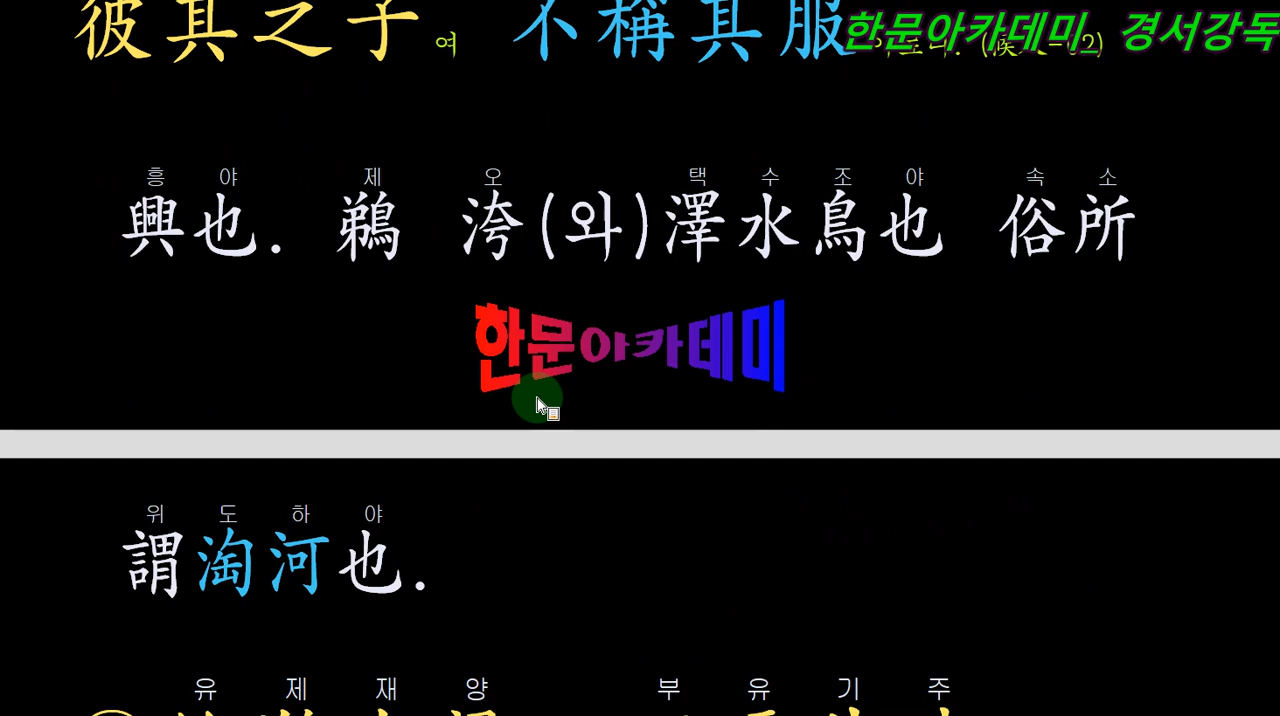 彼其之子여 不稱其服
한문아카데미_ 경서강독
흥야 제 오 택수조야 속소
興也. 鵜 洿(와)澤水鳥也 俗所
한문아카데미
위도하야
謂淘河也.
유제재양 부유기주